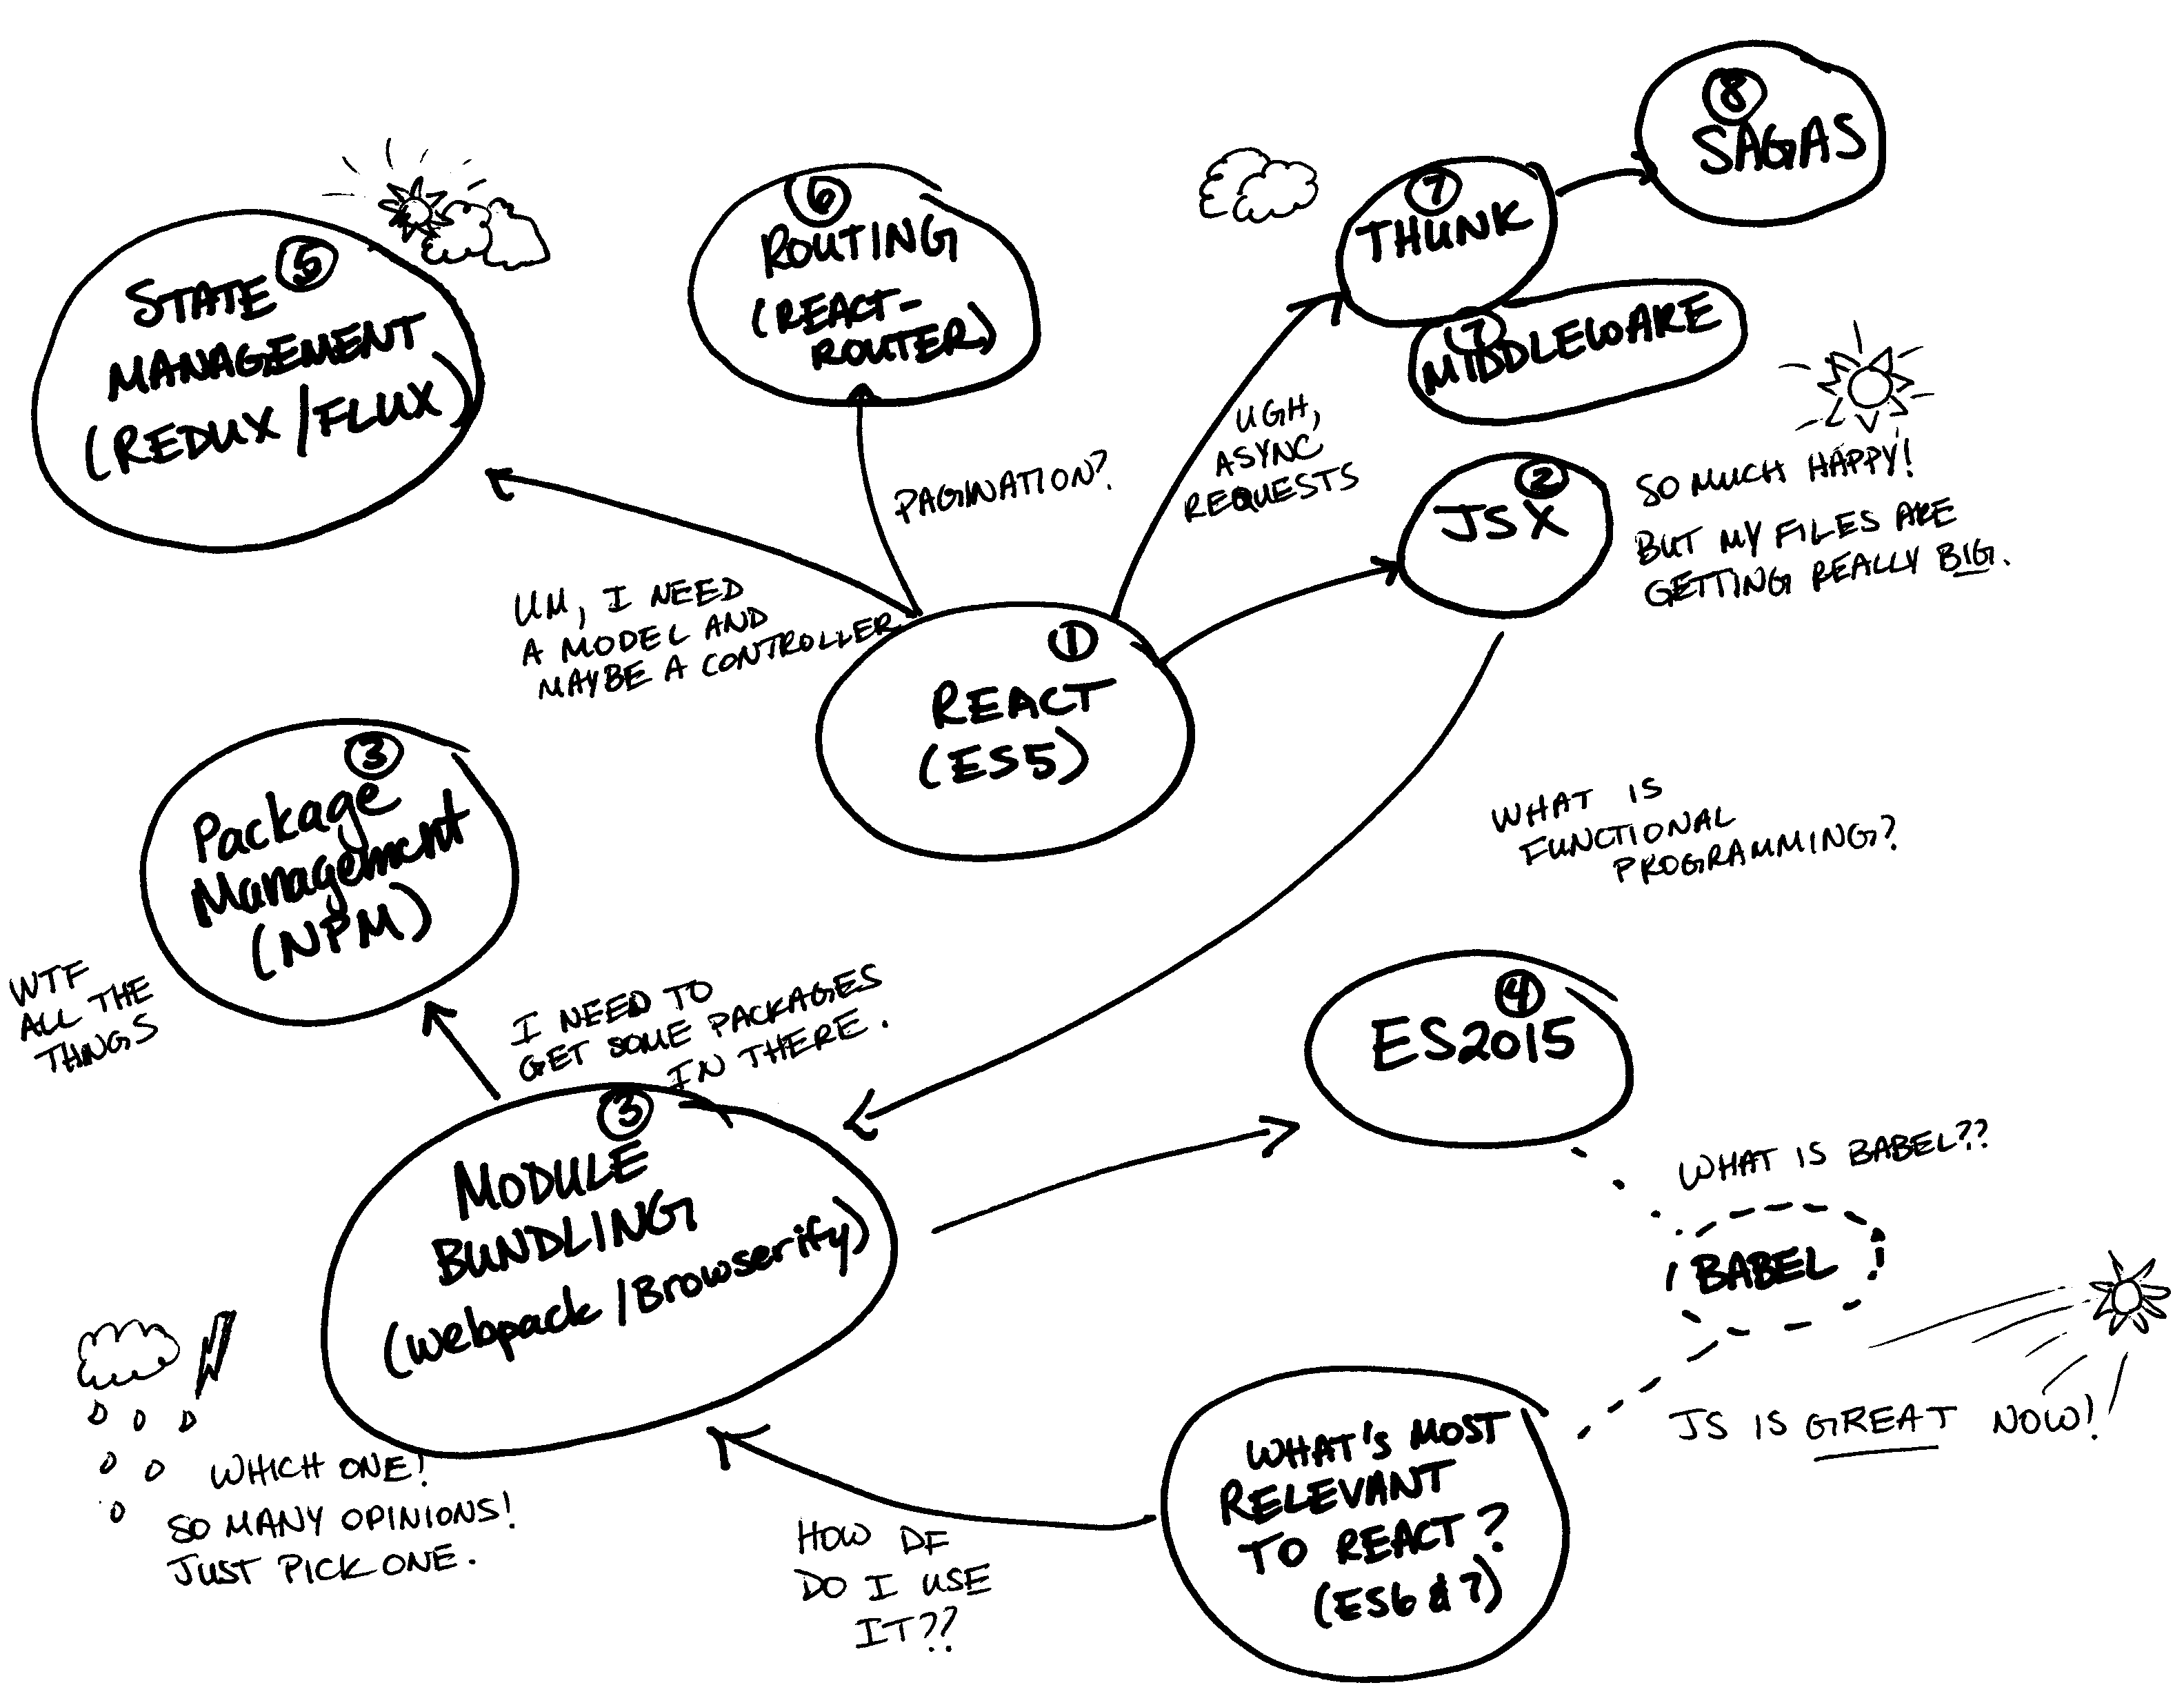 8
SAGAS
7
THUNK
7
MIDDLEWARE
6
ROUTING
(REACT-
ROUTER)
5
STATE
MANAGEMENT
(REDUX/FLUX)
UGH,
ASYNC
REQUESTS
PAGINATION?
2
JSX
SO MUCH HAPPY!
BUT MY FILES ARE
GETTING REALLY BIG.
UM, I NEED
A MODEL AND
MAYBE A CONTROLLER
1
REACT
(ES5)
3
Package
Management
(NPM)
WHAT IS
FUNCTIONAL
PROGRAMMING?
WTF
ALL THE
THINGS
I NEED TO
GET SOME PACKAGES
IN THERE.
4
ES2015
3
MODULE
BUNDLING
(webpack/Browserify)
WHAT IS BABEL??
BABEL
JS IS GREAT NOW!
WHICH ONE!
SO MANY OPINIONS!
JUST PICK ONE.
HOW DF
DO I USE
IT??
WHAT'S MOST
RELEVANT
TO REACT?
(ES6 & 7)